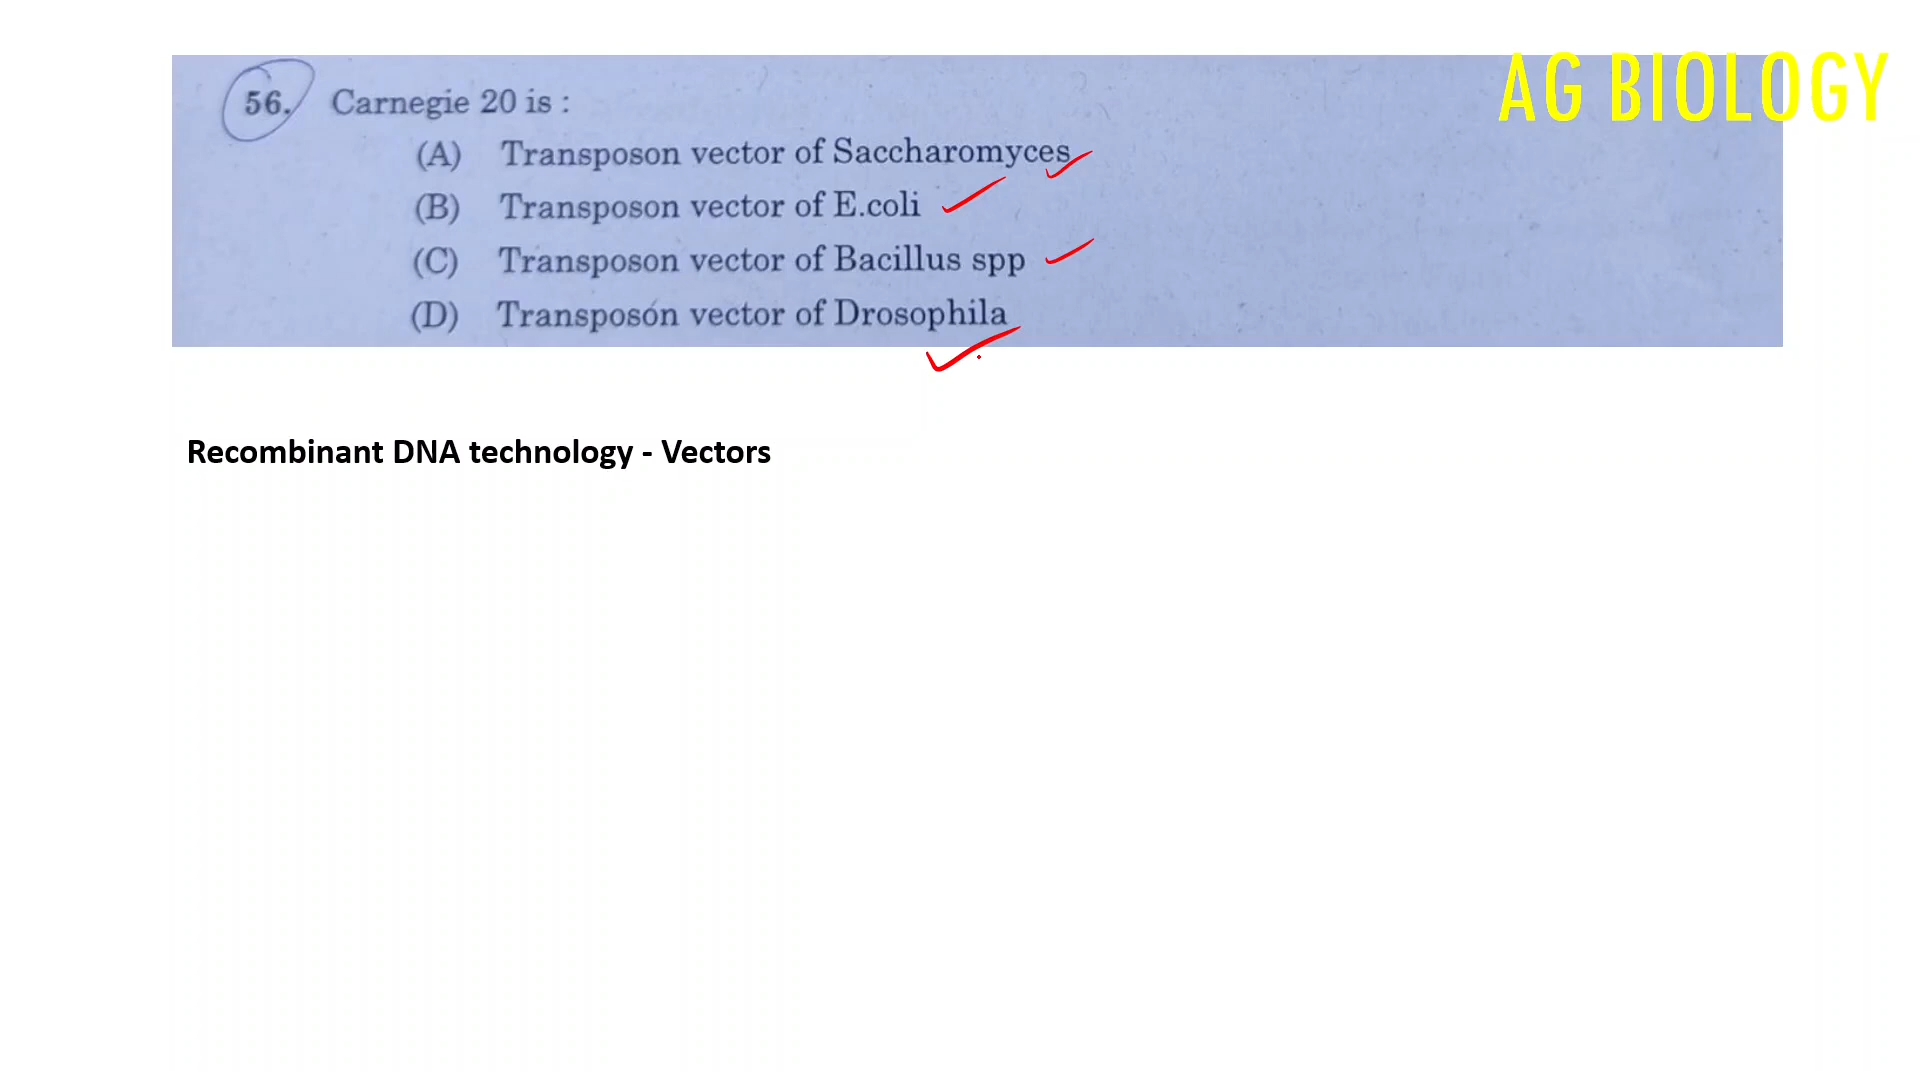 AG BIOLOGY
56. Carnegie 20 is :
(A) Transposon vector of Saccharomyces
(B) Transposon vector of E.coli
(C) Transposon vector of Bacillus spp
(D) Transposón vector of Drosophila
Recombinant DNA technology - Vectors